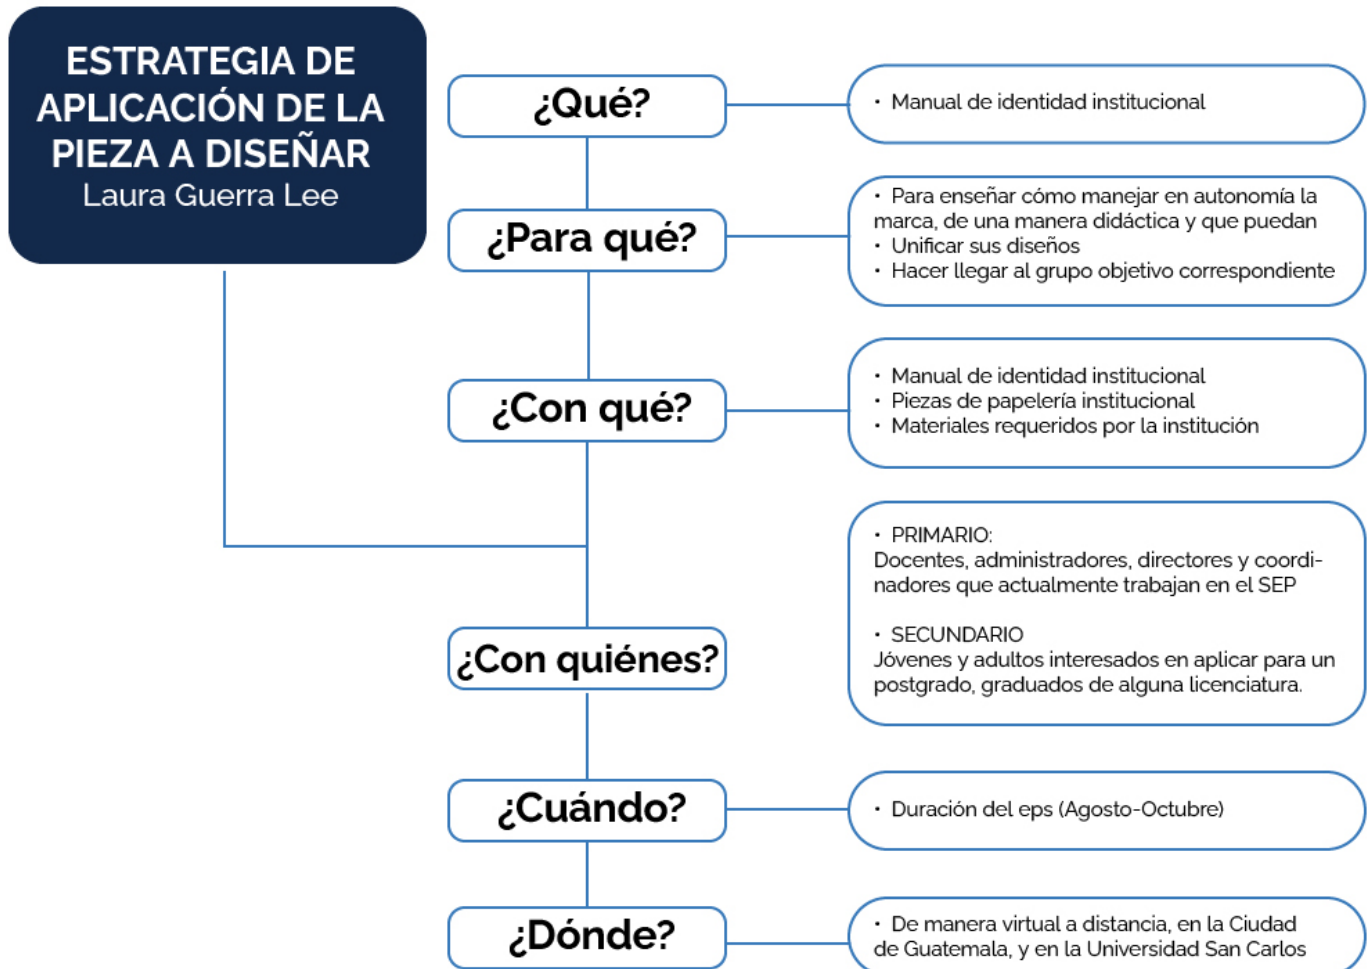 ESTRATEGIA DE
APLICACIÓN DE LA
PIEZA A DISEÑAR
Laura Guerra Lee
¿Qué?
• Manual de identidad institucional
¿Para qué?
• Para enseñar cómo manejar en autonomía la
marca, de una manera didáctica y que puedan
• Unificar sus diseños
• Hacer llegar al grupo objetivo correspondiente
¿Con qué?
• Manual de identidad institucional
• Piezas de papelería institucional
• Materiales requeridos por la institución
¿Con quiénes?
• PRIMARIO:
Docentes, administradores, directores y coordi-
nadores que actualmente trabajan en el SEP
• SECUNDARIO
Jóvenes y adultos interesados en aplicar para un
postgrado, graduados de alguna licenciatura.
¿Cuándo?
• Duración del eps (Agosto-Octubre)
¿Dónde?
• De manera virtual a distancia, en la Ciudad
de Guatemala, y en la Universidad San Carlos